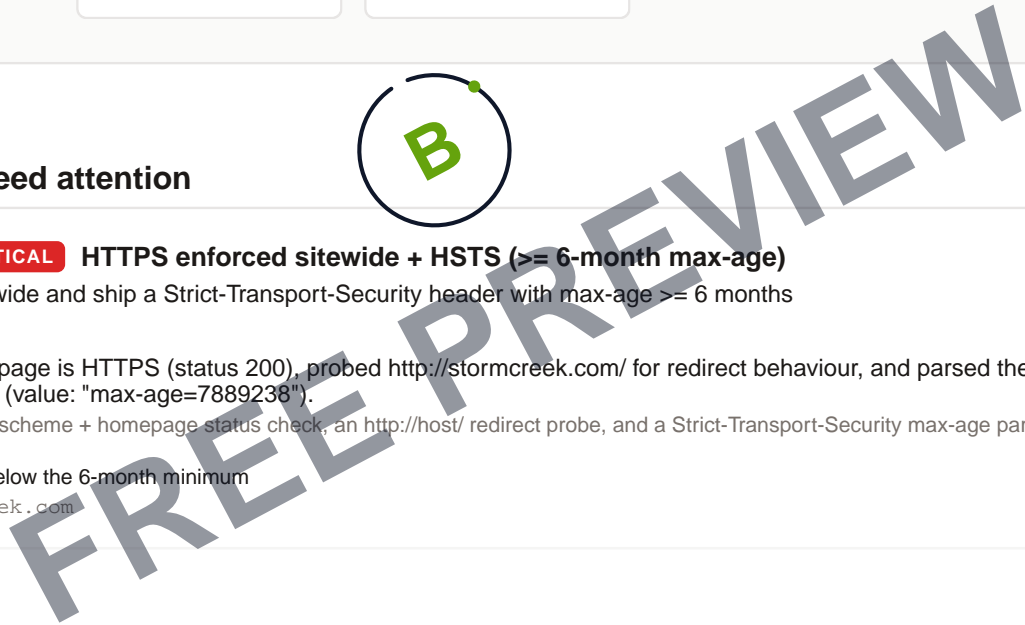 B
eed attention
TICAL HTTPS enforced sitewide + HSTS (>= 6-month max-age)
wide and ship a Strict-Transport-Security header with max-age >= 6 months
page is HTTPS (status 200), probed http://stormcreek.com/ for redirect behaviour, and parsed the
(value: "max-age=7889238").
scheme + homepage status check, an http://host/ redirect probe, and a Strict-Transport-Security max-age par
elow the 6-month minimum
ek.com
FREE PREVIEW